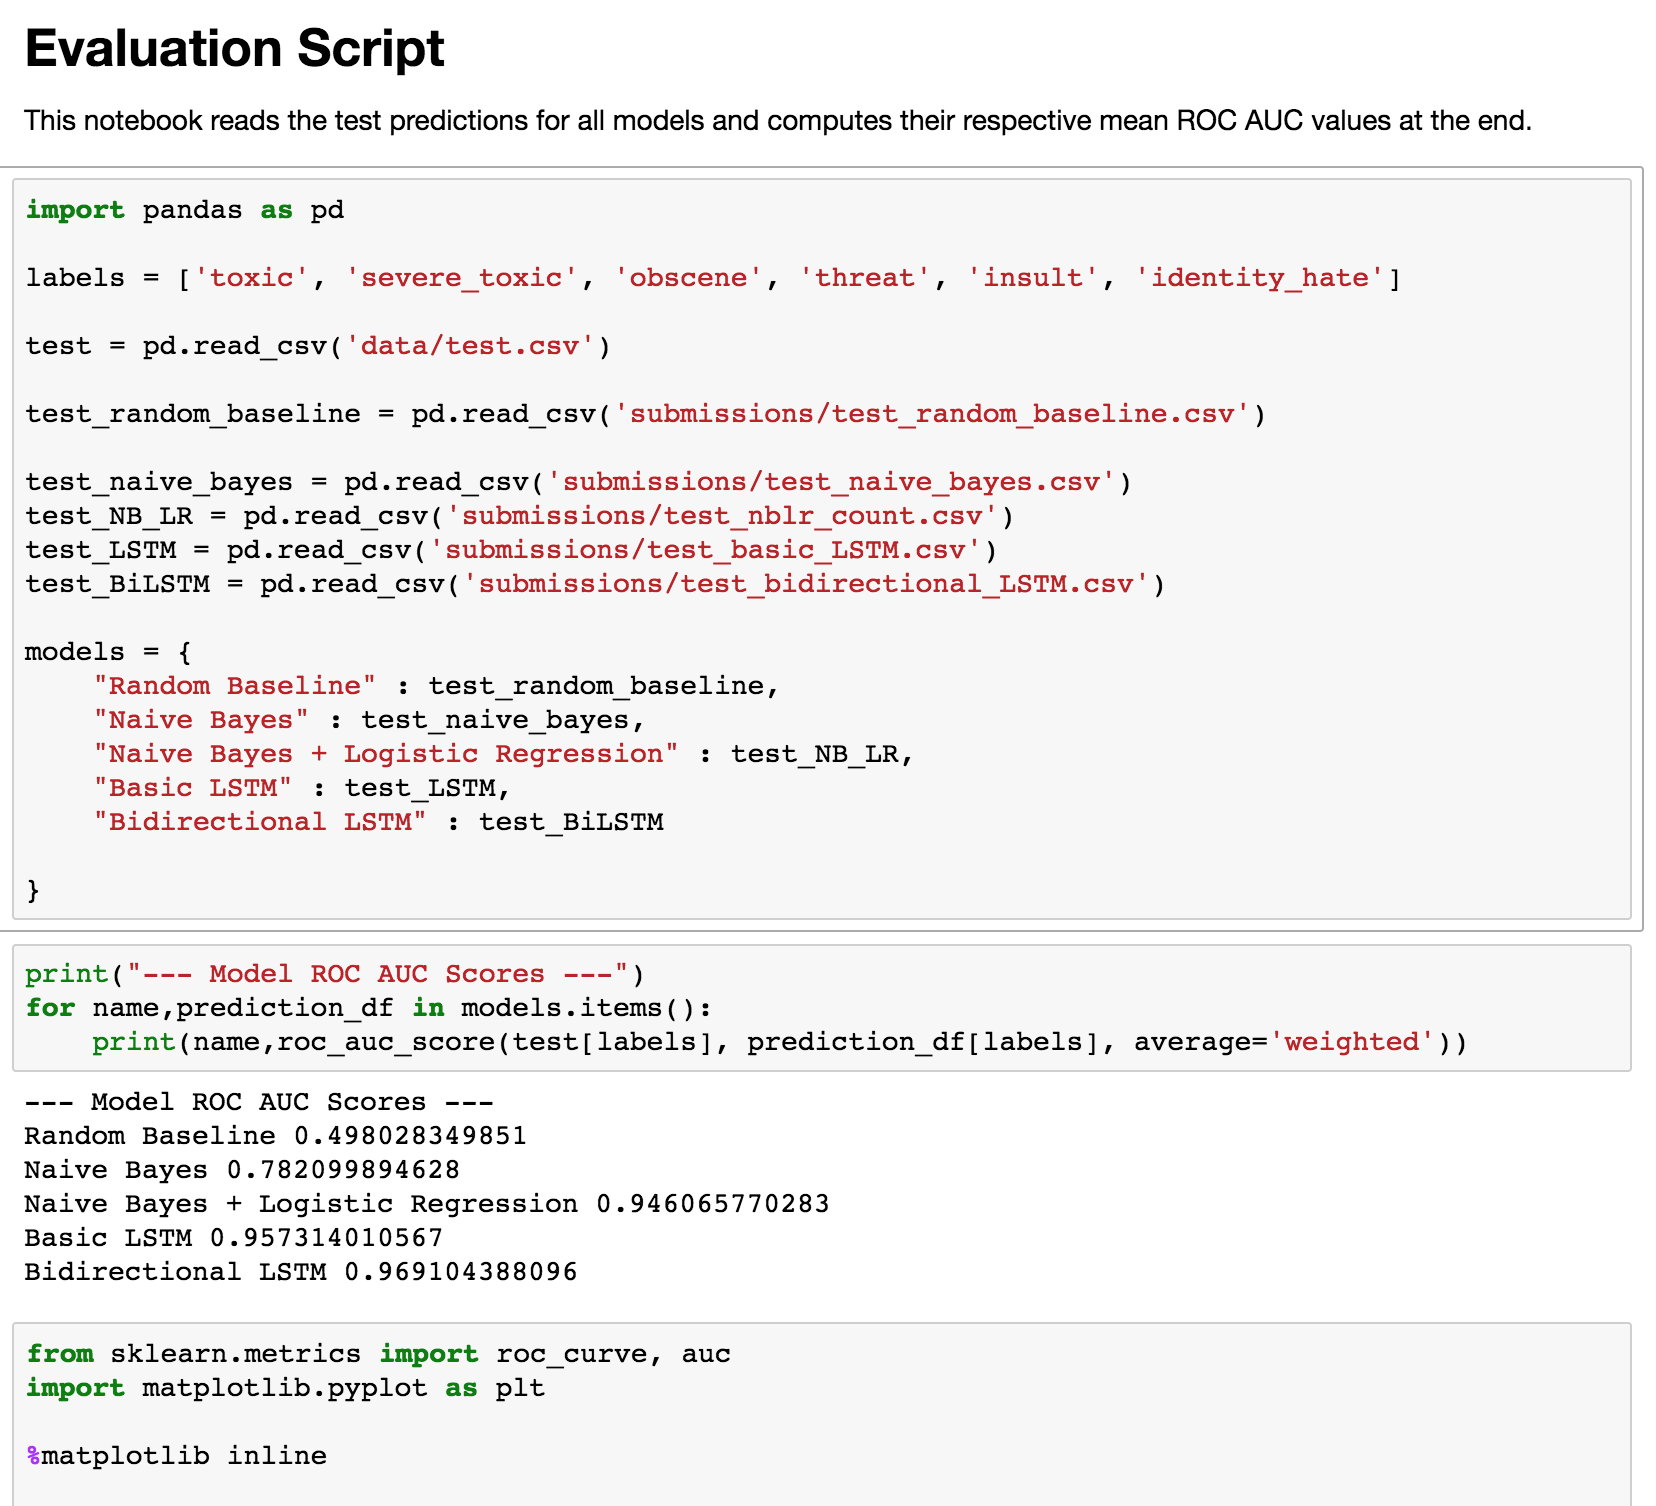 Evaluation Script
This notebook reads the test predictions for all models and computes their respective mean ROC AUC values at the end.
import pandas as pd
labels = ['toxic', 'severe_toxic', 'obscene', 'threat', 'insult', 'identity_hate']
test = pd.read_csv('data/test.csv')
test_random_baseline = pd.read_csv('submissions/test_random_baseline.csv')
test_naive_bayes = pd.read_csv('submissions/test_naive_bayes.csv')
test_NB_LR = pd.read_csv('submissions/test_nblr_count.csv')
test_LSTM = pd.read_csv('submissions/test_basic_LSTM.csv')
test_BiLSTM = pd.read_csv('submissions/test_bidirectional_LSTM.csv')
models = {
    "Random Baseline" : test_random_baseline,
    "Naive Bayes" : test_naive_bayes,
    "Naive Bayes + Logistic Regression" : test_NB_LR,
    "Basic LSTM" : test_LSTM,
    "Bidirectional LSTM" : test_BiLSTM
}
print("--- Model ROC AUC Scores ---")
for name,prediction_df in models.items():
    print(name,roc_auc_score(test[labels], prediction_df[labels], average='weighted'))
--- Model ROC AUC Scores ---
Random Baseline 0.498028349851
Naive Bayes 0.782099894628
Naive Bayes + Logistic Regression 0.946065770283
Basic LSTM 0.957314010567
Bidirectional LSTM 0.969104388096
from sklearn.metrics import roc_curve, auc
import matplotlib.pyplot as plt
%matplotlib inline